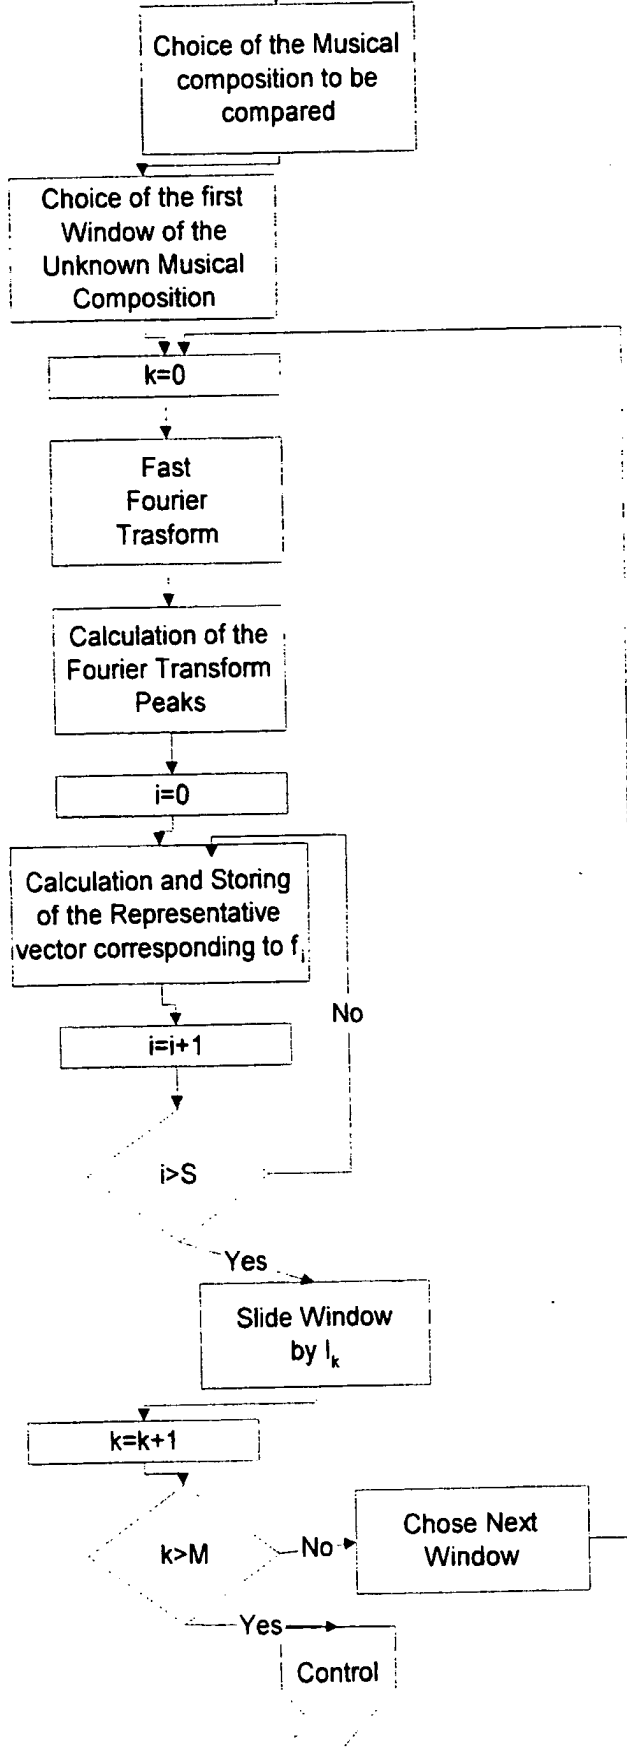 Choice of the Musical
composition to be
compared
Choice of the first
Window of the
Unknown Musical
Composition
k=0
Fast
Fourier
Trasform
Calculation of the
Fourier Transform
Peaks
i=0
Calculation and Storing
of the Representative
vector corresponding to f_i
No
i=i+1
i>S
Yes
Slide Window
by I_k
k=k+1
k>M
No
Chose Next
Window
Yes
Control